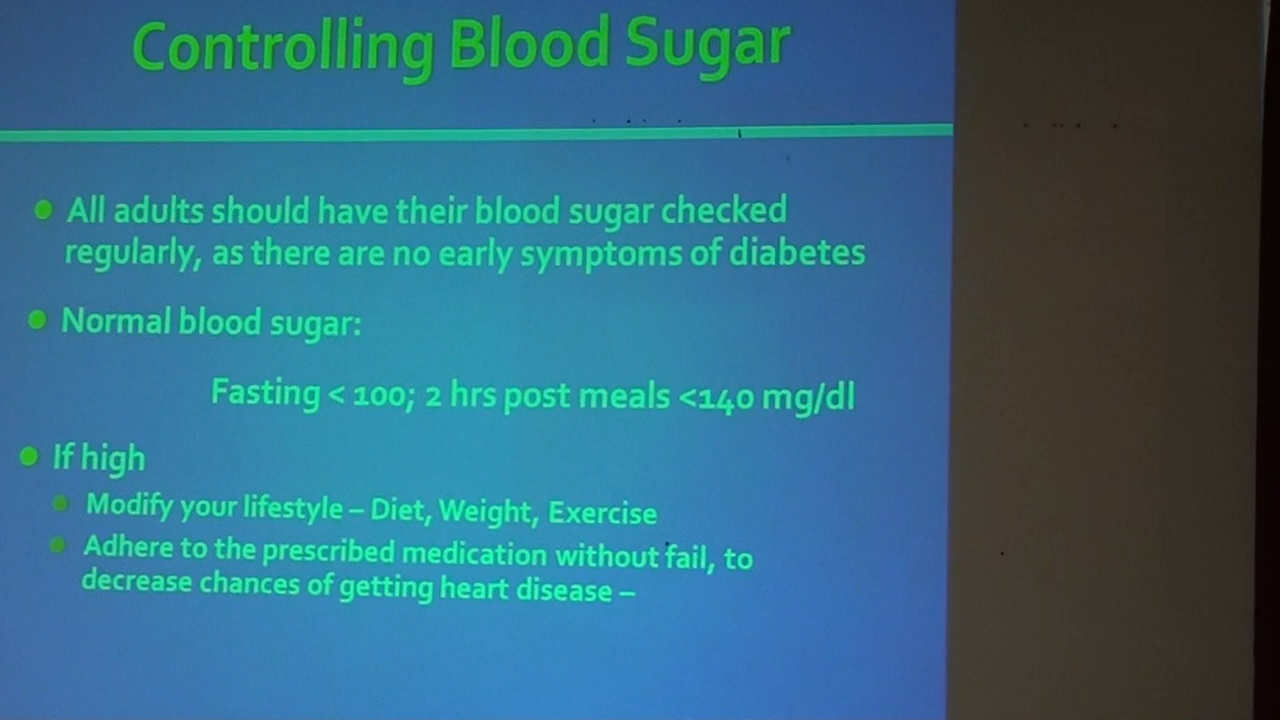 Controlling Blood Sugar
All adults should have their blood sugar checked
regularly, as there are no early symptoms of diabetes
Normal blood sugar:
Fasting < 100; 2 hrs post meals <140 mg/dl
If high
Modify your lifestyle – Diet, Weight, Exercise
Adhere to the prescribed medication without fail, to
decrease chances of getting heart disease –